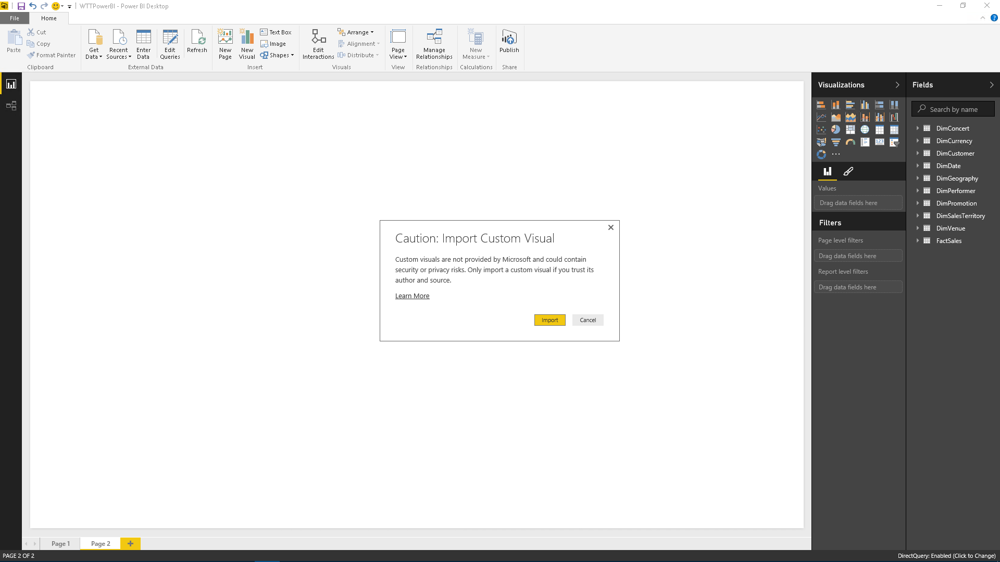 WTTPowerBI - Power BI Desktop
File
Home
Paste
Cut
Copy
Format Painter
Clipboard
Get
Data
Recent
Sources
Enter
Data
Edit
Queries
Refresh
External Data
New
Page
New
Visual
Text Box
Image
Shapes
Insert
Edit
Interactions
Arrange
Alignment
Distribute
Visuals
Page
View
View
Manage
Relationships
Relationships
New
Measure
Calculations
Publish
Share
Caution: Import Custom Visual
Custom visuals are not provided by Microsoft and could contain
security or privacy risks. Only import a custom visual if you trust its
author and source.
Learn More
Import
Cancel
Visualizations
123
Values
Drag data fields here
Filters
Page level filters
Drag data fields here
Report level filters
Drag data fields here
Fields
Search by name
DimConcert
DimCurrency
DimCustomer
DimDate
DimGeography
DimPerformer
DimPromotion
DimSalesTerritory
DimVenue
FactSales
Page 1
Page 2
PAGE 2 OF 2
DirectQuery: Enabled (Click to Change)